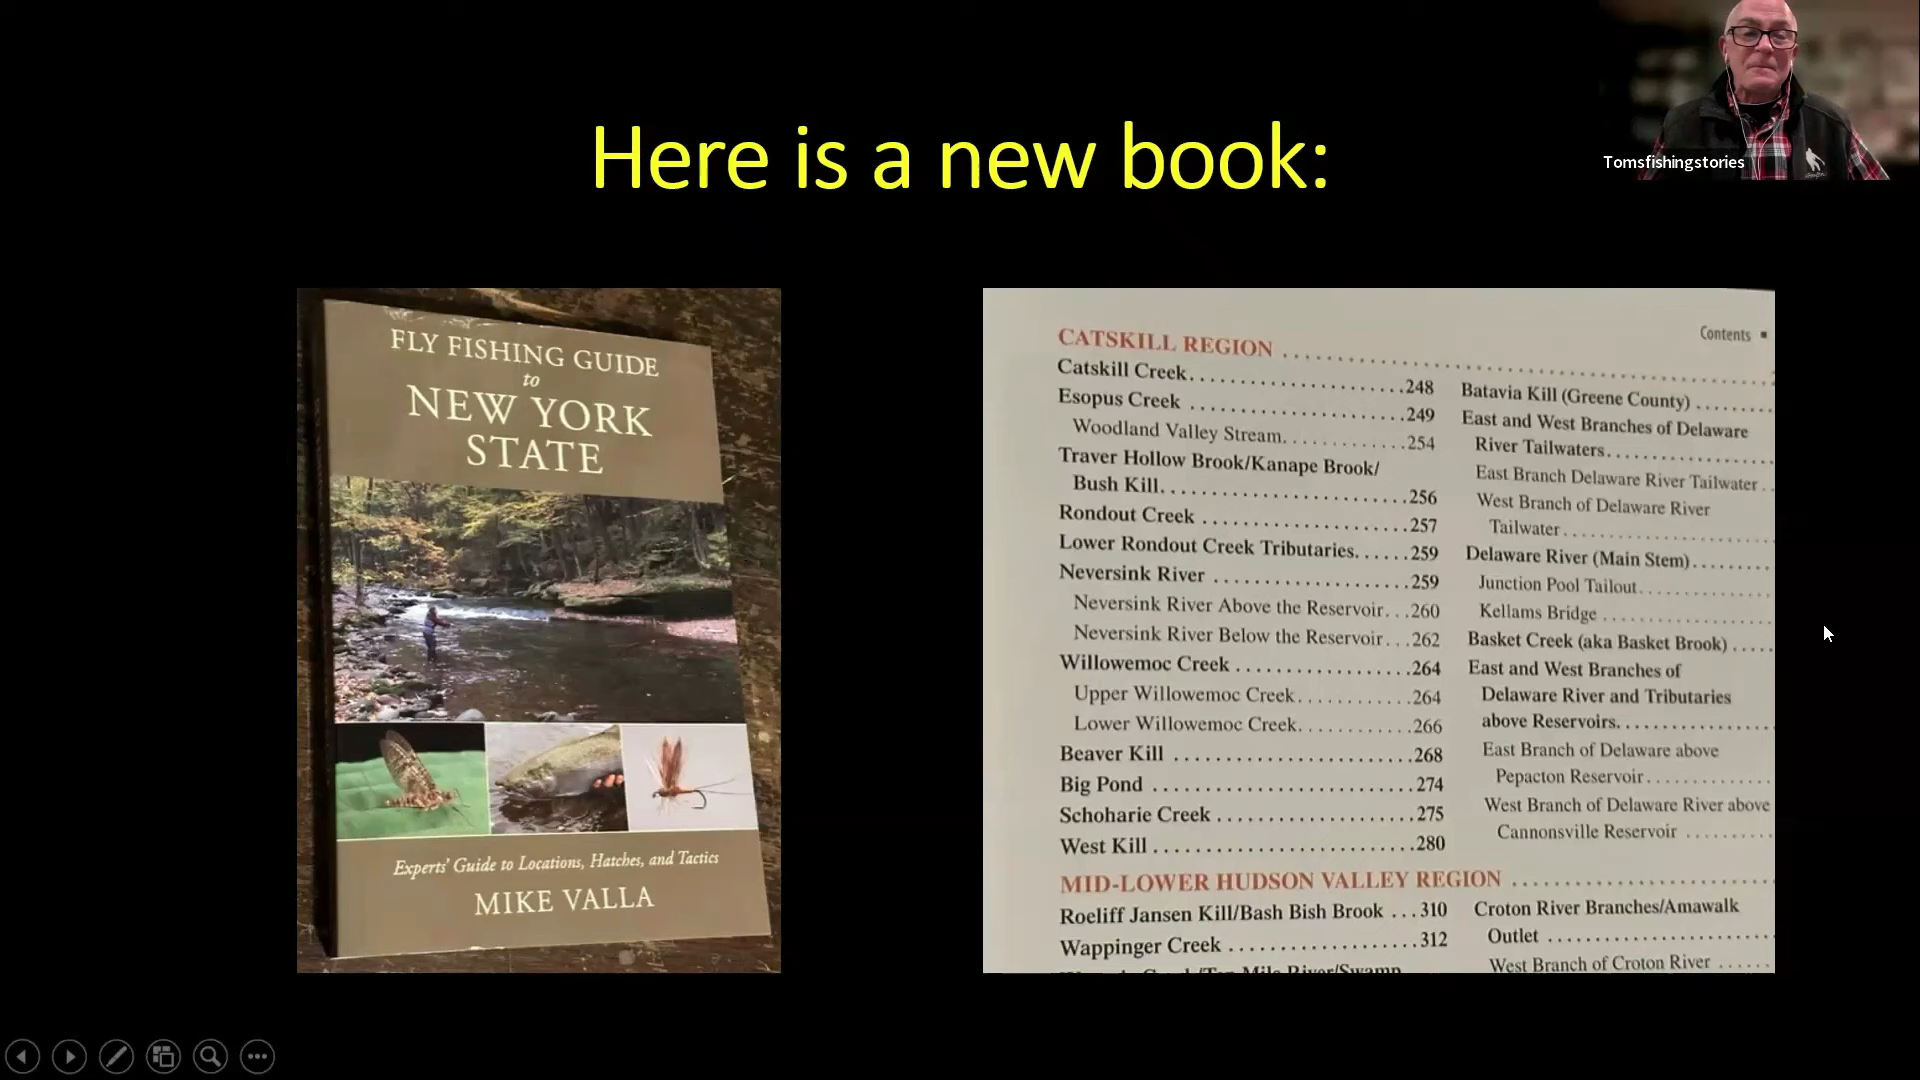 Here is a new book:
Tomsfishingstories
FLY FISHING GUIDE
to
NEW YORK
STATE
Experts' Guide to Locations, Hatches, and Tactics
MIKE VALLA
Contents ▪
CATSKILL REGION
Catskill Creek 248
Esopus Creek 249
Woodland Valley Stream 254
Traver Hollow Brook/Kanape Brook/
Bush Kill 256
Rondout Creek 257
Lower Rondout Creek Tributaries 259
Neversink River 259
Neversink River Above the Reservoir 260
Neversink River Below the Reservoir 262
Willowemoc Creek 264
Upper Willowemoc Creek 264
Lower Willowemoc Creek 266
Beaver Kill 268
Big Pond 274
Schoharie Creek 275
West Kill 280
Batavia Kill (Greene County)
East and West Branches of Delaware
River Tailwaters
East Branch Delaware River Tailwater
West Branch of Delaware River
Tailwater
Delaware River (Main Stem)
Junction Pool Tailout
Kellams Bridge
Basket Creek (aka Basket Brook)
East and West Branches of
Delaware River and Tributaries
above Reservoirs
East Branch of Delaware above
Pepacton Reservoir
West Branch of Delaware River above
Cannonsville Reservoir
MID-LOWER HUDSON VALLEY REGION
Roeliff Jansen Kill/Bash Bish Brook 310
Wappinger Creek 312
Croton River Branches/Amawalk
Outlet
West Branch of Croton River